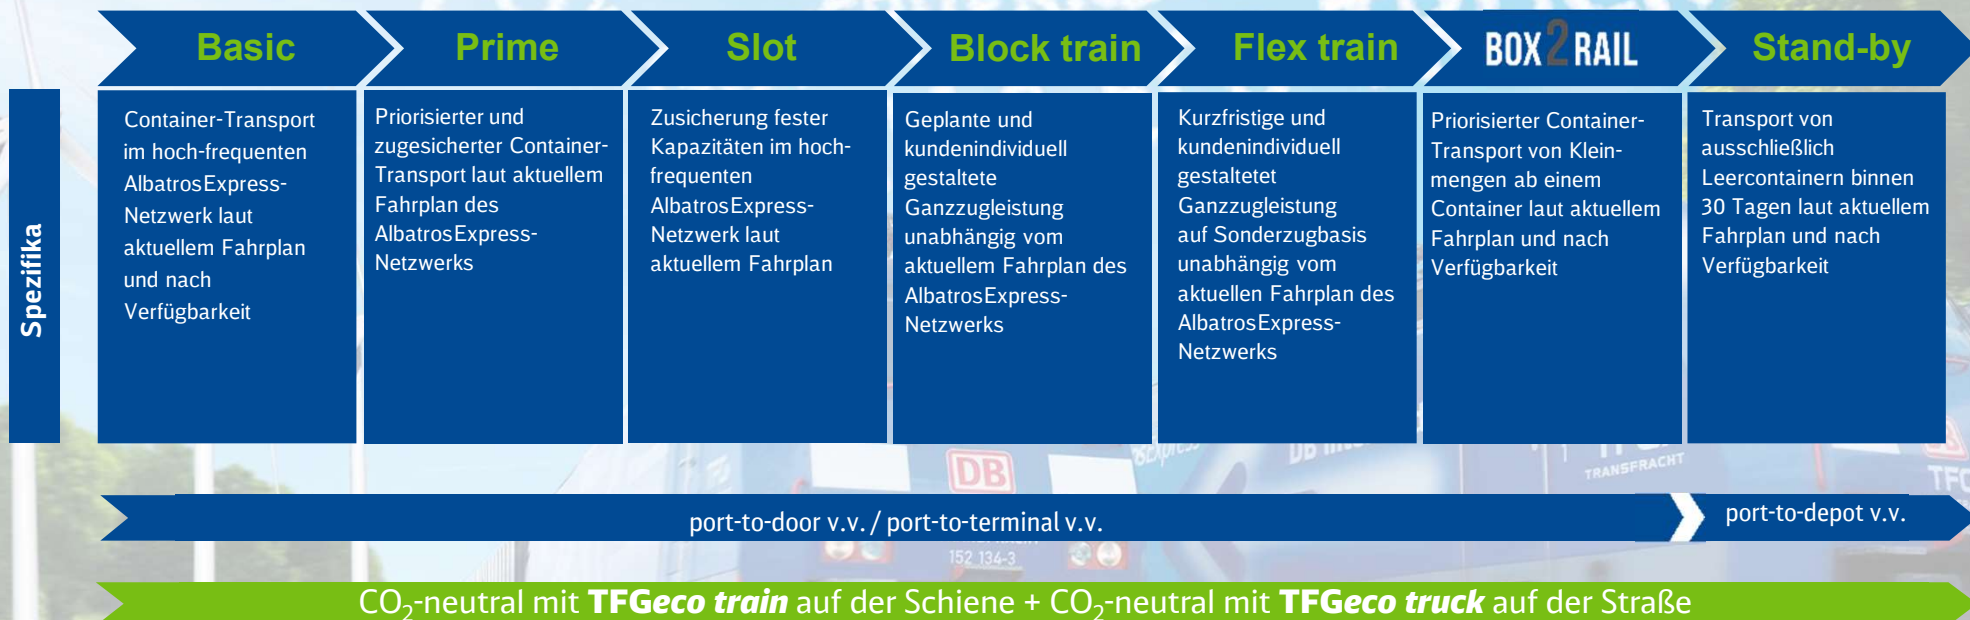 Basic
Prime
Slot
Block train
Flex train
BOX2RAIL
Stand-by
Spezifika
Container-Transport
im hoch-frequenten
AlbatrosExpress-
Netzwerk laut
aktuellem Fahrplan
und nach
Verfügbarkeit
Priorisierter und
zugesicherter Container-
Transport laut aktuellem
Fahrplan des
AlbatrosExpress-
Netzwerks
Zusicherung fester
Kapazitäten im hoch-
frequenten
AlbatrosExpress-
Netzwerk laut
aktuellem Fahrplan
Geplante und
kundenindividuell
gestaltete
Ganzzugleistung
unabhängig vom
aktuellem Fahrplan des
AlbatrosExpress-
Netzwerks
Kurzfristige und
kundenindividuell
gestaltetet
Ganzzugleistung
auf Sonderzugbasis
unabhängig vom
aktuellen Fahrplan des
AlbatrosExpress-
Netzwerks
Priorisierter Container-
Transport von Klein-
mengen ab einem
Container laut aktuellem
Fahrplan und nach
Verfügbarkeit
Transport von
ausschließlich
Leercontainern binnen
30 Tagen laut aktuellem
Fahrplan und nach
Verfügbarkeit
DB
TRANSFRACHT
TFG
port-to-door v.v. / port-to-terminal v.v.
port-to-depot v.v.
152 134-3
CO₂-neutral mit TFGeco train auf der Schiene + CO₂-neutral mit TFGeco truck auf der Straße